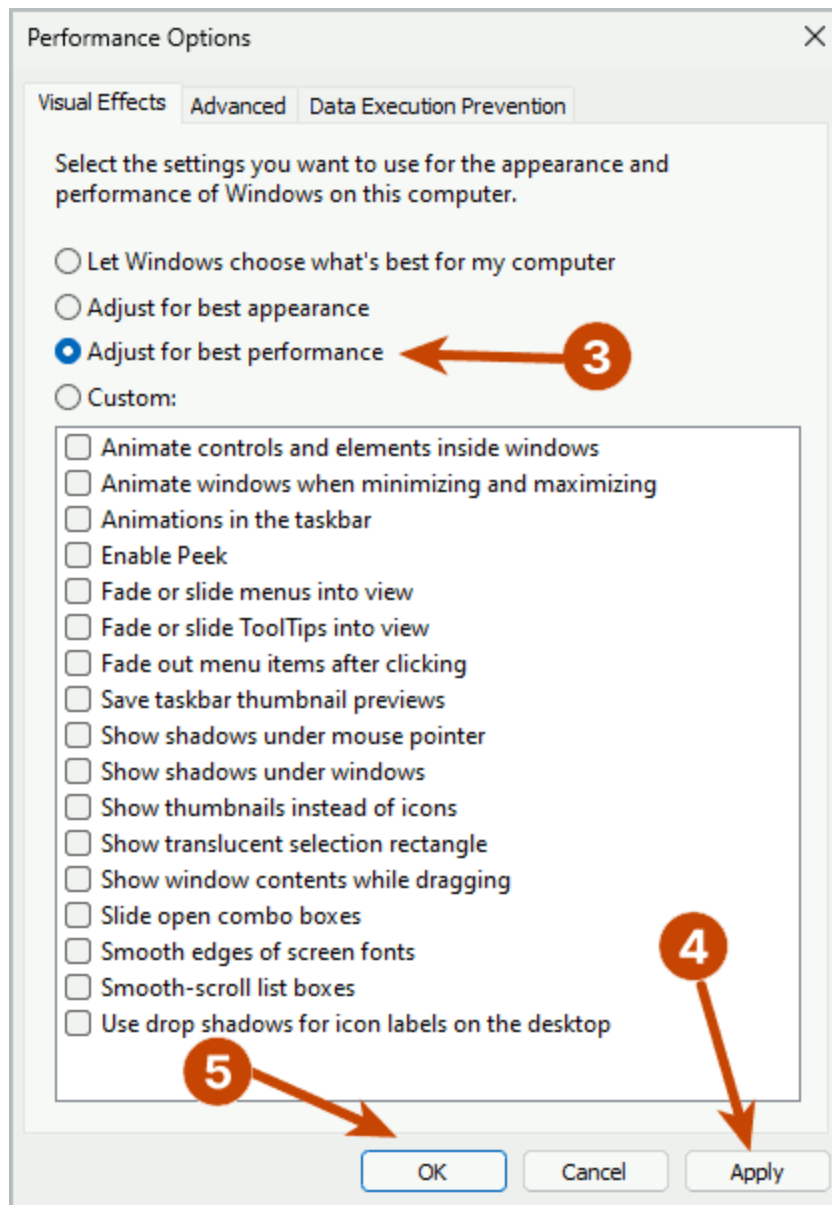 Performance Options
Visual Effects
Advanced
Data Execution Prevention
Select the settings you want to use for the appearance and
performance of Windows on this computer.
Let Windows choose what's best for my computer
Adjust for best appearance
Adjust for best performance
3
Custom:
Animate controls and elements inside windows
Animate windows when minimizing and maximizing
Animations in the taskbar
Enable Peek
Fade or slide menus into view
Fade or slide ToolTips into view
Fade out menu items after clicking
Save taskbar thumbnail previews
Show shadows under mouse pointer
Show shadows under windows
Show thumbnails instead of icons
Show translucent selection rectangle
Show window contents while dragging
Slide open combo boxes
Smooth edges of screen fonts
4
Smooth-scroll list boxes
Use drop shadows for icon labels on the desktop
5
OK
Cancel
Apply